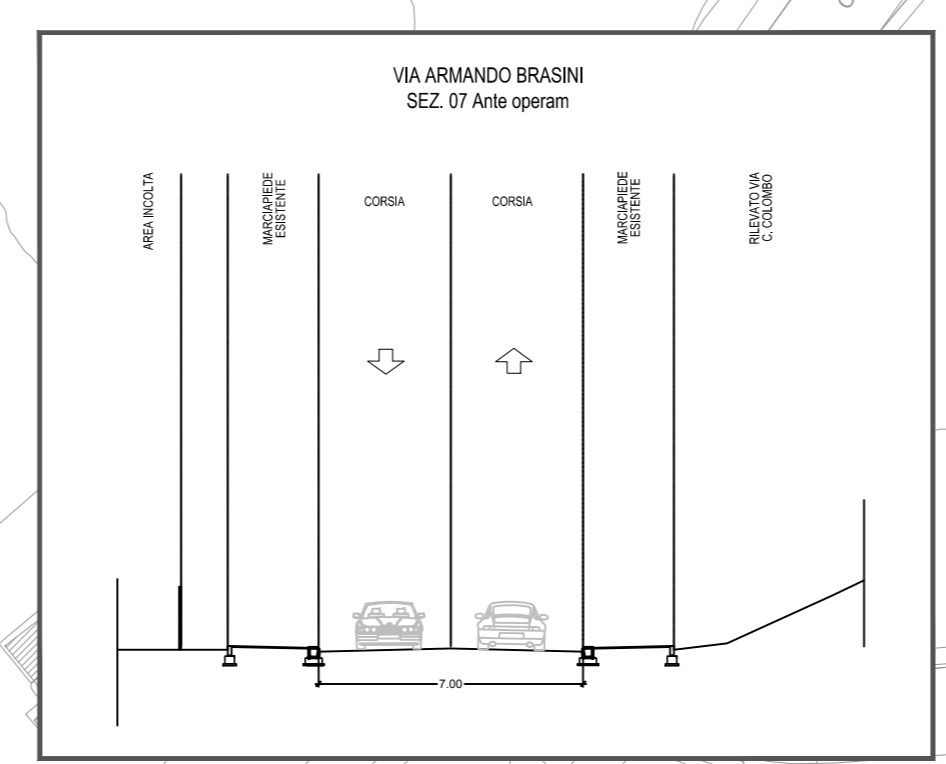 VIA ARMANDO BRASINI
SEZ. 07 Ante operam
AREA INCOLTA
MARCIAPIEDE
ESISTENTE
CORSIA
CORSIA
MARCIAPIEDE
ESISTENTE
RILEVATO VIA
C. COLOMBO
7.00